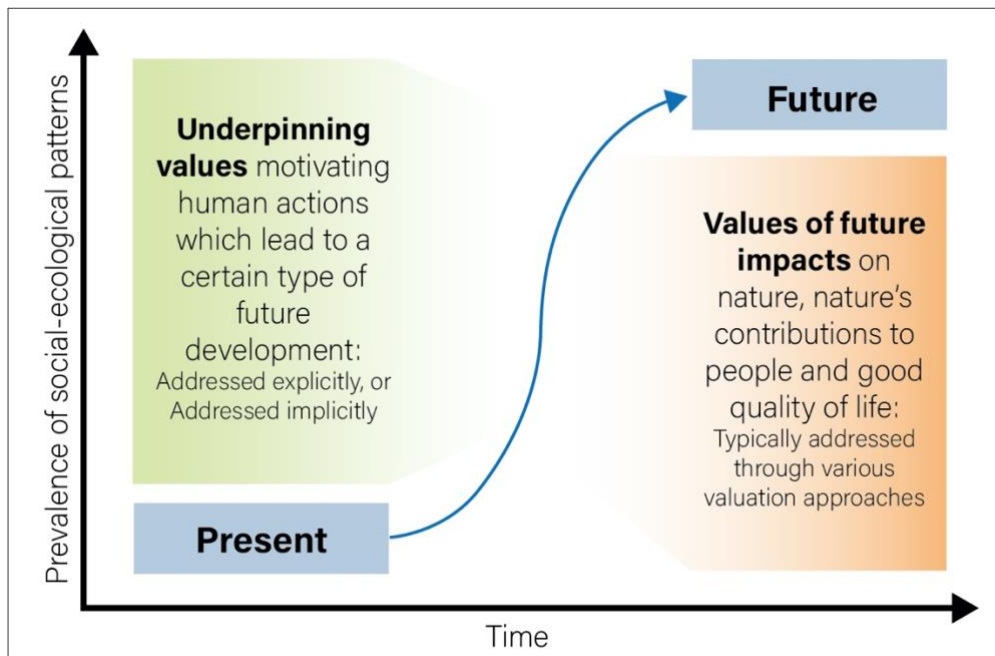 Prevalence of social-ecological patterns
Underpinning
values motivating
human actions
which lead to a
certain type of
future
development:
Addressed explicitly, or
Addressed implicitly
Present
Future
Values of future
impacts on
nature, nature's
contributions to
people and good
quality of life:
Typically addressed
through various
valuation approaches
Time